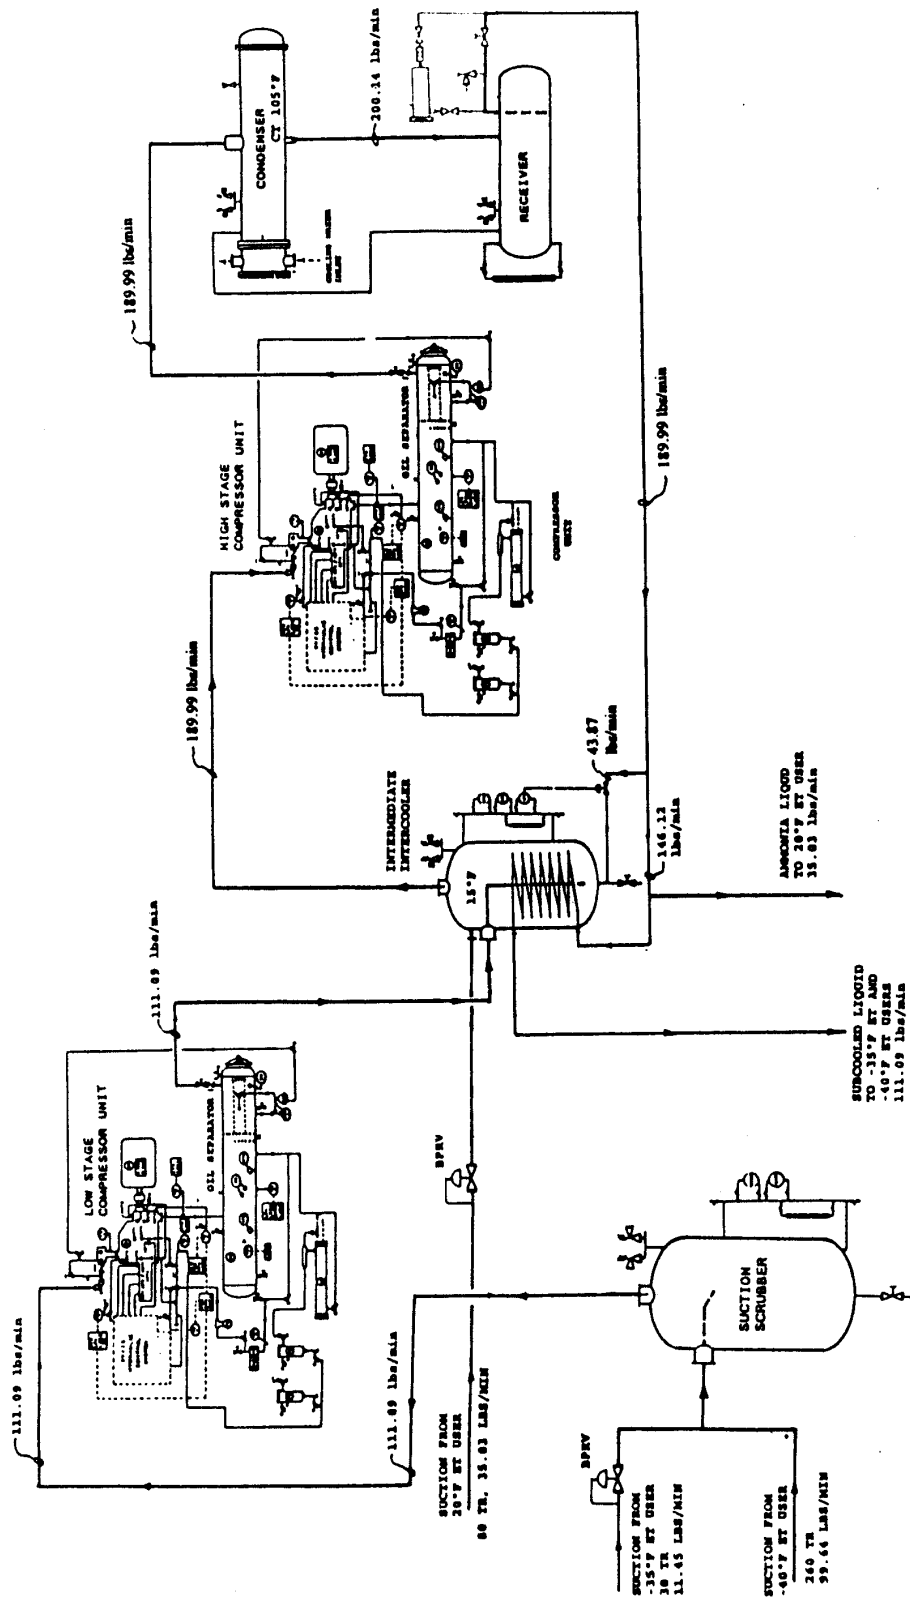 111.09 lbs/min
LOW STAGE
COMPRESSOR UNIT
OIL SEPARATOR
111.09 lbs/min
189.99 lbs/min
HIGH STAGE
COMPRESSOR UNIT
OIL SEPARATOR
COMPRESSOR
UNIT
189.99 lbs/min
CONDENSER
CT 105°F
COOLING WATER
INLET
200.14 lbs/min
RECEIVER
189.99 lbs/min
INTERMEDIATE
INTERCOOLER
15°F
43.87
lbs/min
146.12
lbs/min
AMMONIA LIQUD
TO 20°F ET USER
35.03 lbs/min
SUBCOOLED LIQUID
TO -35°F ET AND
-40°F ET USERS
111.09 lbs/min
111.09 lbs/min
BPRV
SUCTION FROM
20°F ET USER
80 TR, 35.03 LBS/MIN
SUCTION
SCRUBBER
BPRV
SUCTION FROM
-35°F ET USER
30 TR
11.45 LBS/MIN
SUCTION FROM
-40°F ET USER
260 TR
99.64 LBS/MIN